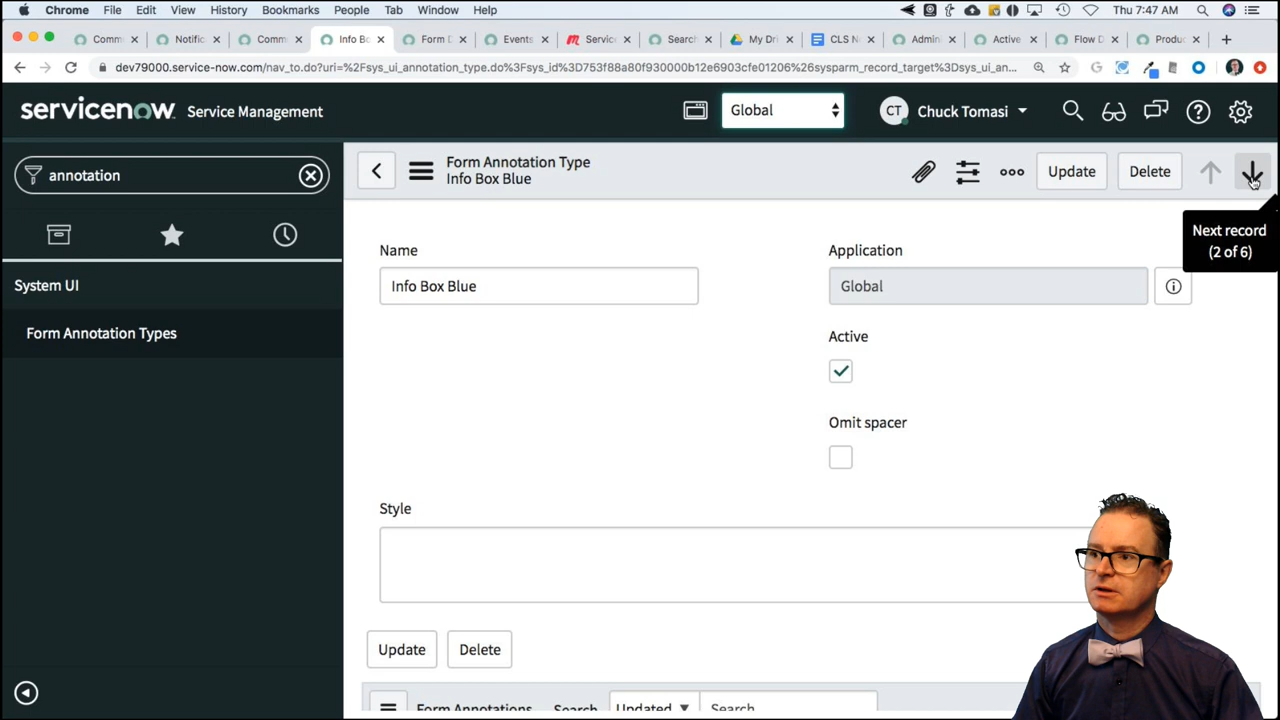 Chrome File Edit View History Bookmarks People Tab Window Help Thu 7:47 AM
Comm Notific Comm Info Bo Form D Events Service Search My Dri CLS N Admin Active Flow D Produ
dev79000.service-now.com/nav_to.do?uri=%2Fsys_ui_annotation_type.do%3Fsys_id%3D753f88a80f930000b12e6903cfe01206%26sysparm_record_target%3Dsys_ui_an...
servicenow Service Management Global CT Chuck Tomasi
annotation
Form Annotation Type
Info Box Blue
Update Delete
Next record
(2 of 6)
System UI
Form Annotation Types
Name
Info Box Blue
Application
Global
Active
Omit spacer
Style
Update Delete
Form Annotations Search Updated Search